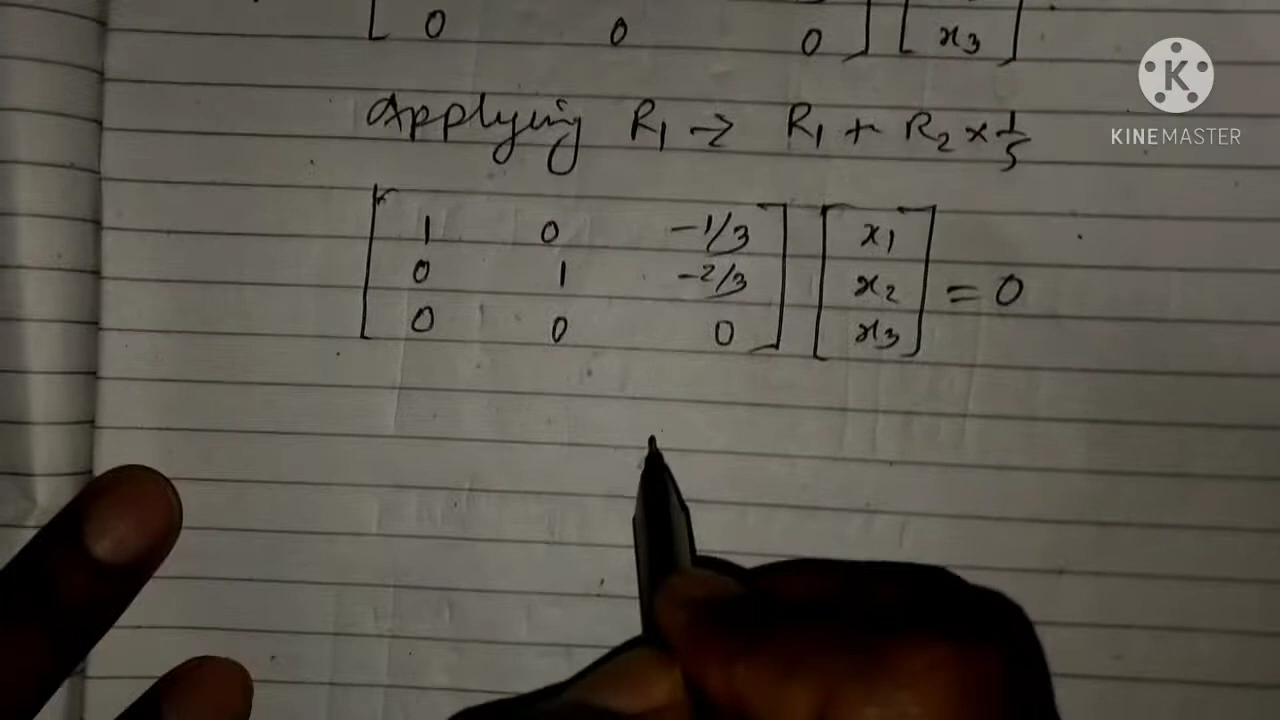 0 0 0 x3
K
KINEMASTER
Applying R1 → R1 + R2 × 1/5
1 0 -1/3 x1
0 1 -2/3 x2 = 0
0 0 0 x3